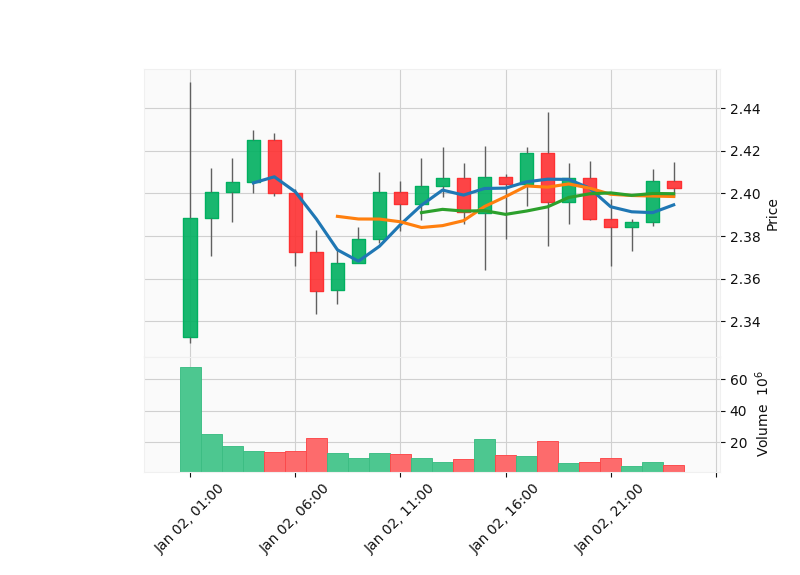 2.44
2.42
2.40
2.38
2.36
2.34
Price
60
40
20
Volume 10^6
Jan 02, 01:00
Jan 02, 06:00
Jan 02, 11:00
Jan 02, 16:00
Jan 02, 21:00